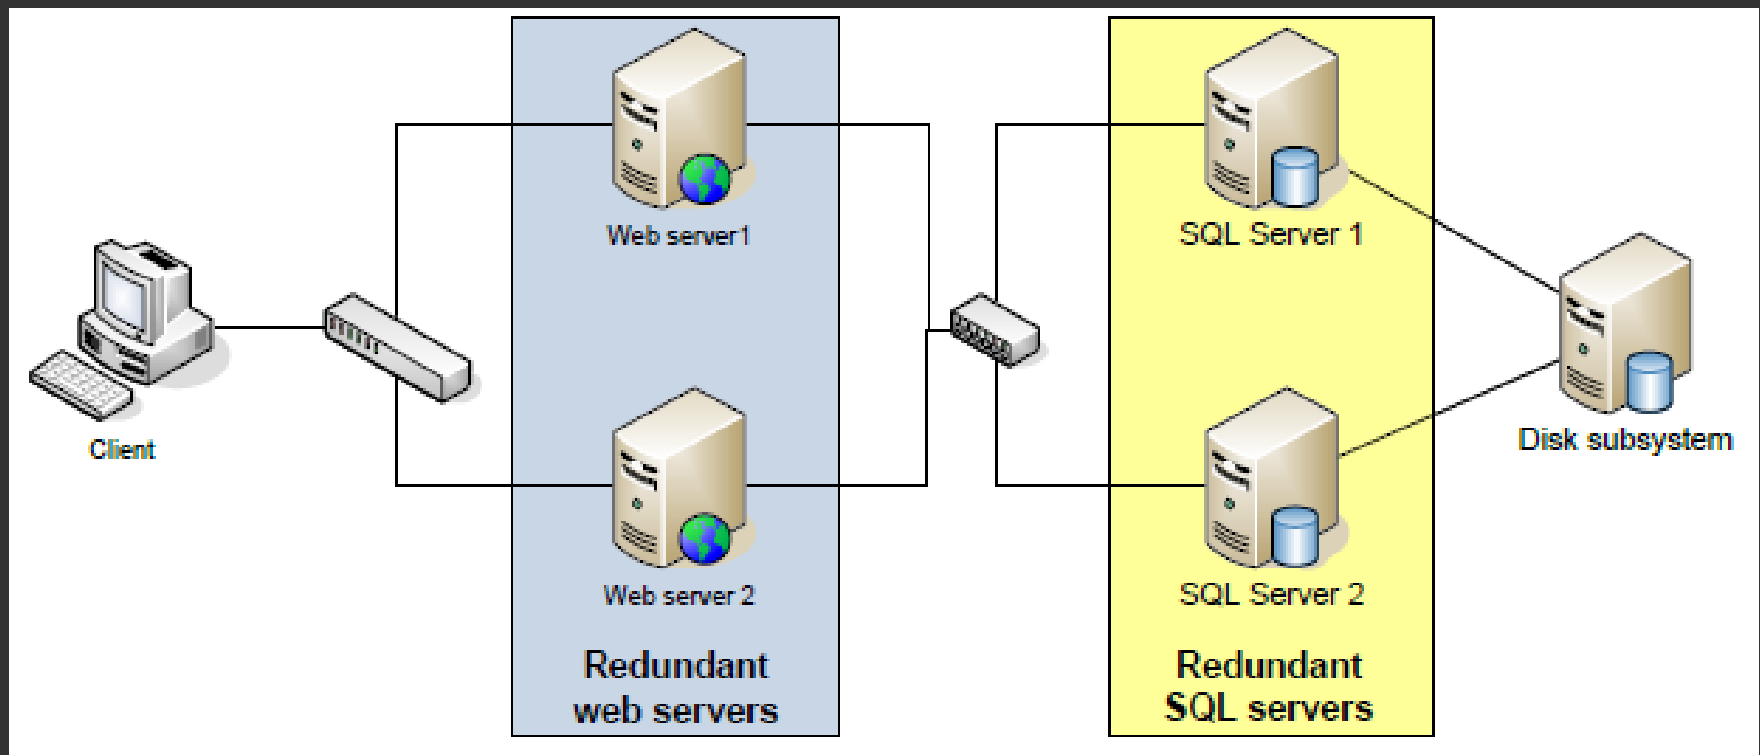 Web server1
SQL Server 1
Client
Disk subsystem
Web server 2
SQL Server 2
Redundant
web servers
Redundant
SQL servers